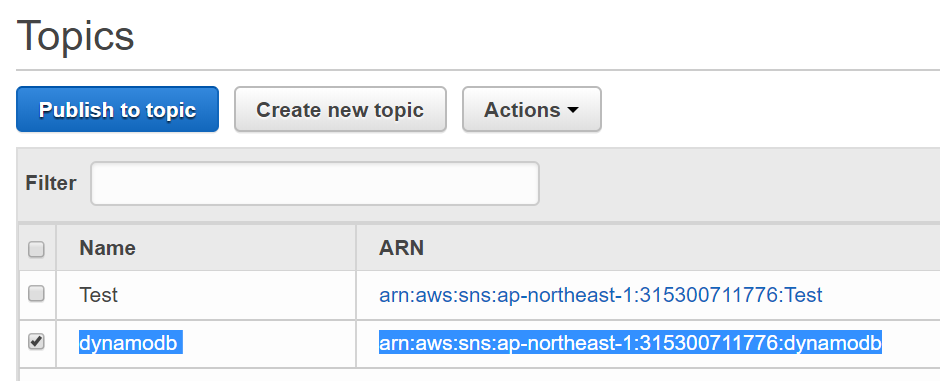 Topics
Publish to topic Create new topic Actions
Filter
Name ARN
Test arn:aws:sns:ap-northeast-1:315300711776:Test
dynamodb arn:aws:sns:ap-northeast-1:315300711776:dynamodb